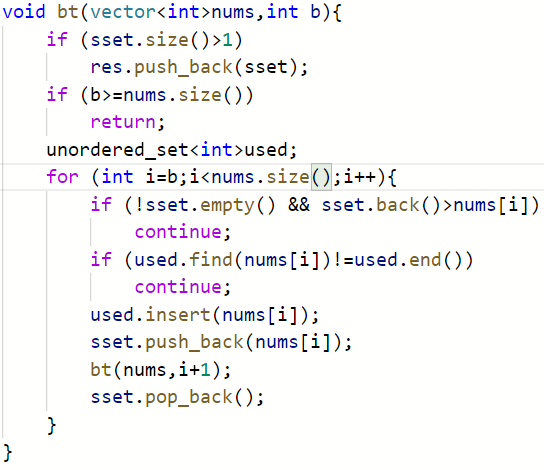 void bt(vector<int>nums,int b){
    if (sset.size()>1)
        res.push_back(sset);
    if (b>=nums.size())
        return;
    unordered_set<int>used;
    for (int i=b;i<nums.size();i++){
        if (!sset.empty() && sset.back()>nums[i])
            continue;
        if (used.find(nums[i])!=used.end())
            continue;
        used.insert(nums[i]);
        sset.push_back(nums[i]);
        bt(nums,i+1);
        sset.pop_back();
    }
}